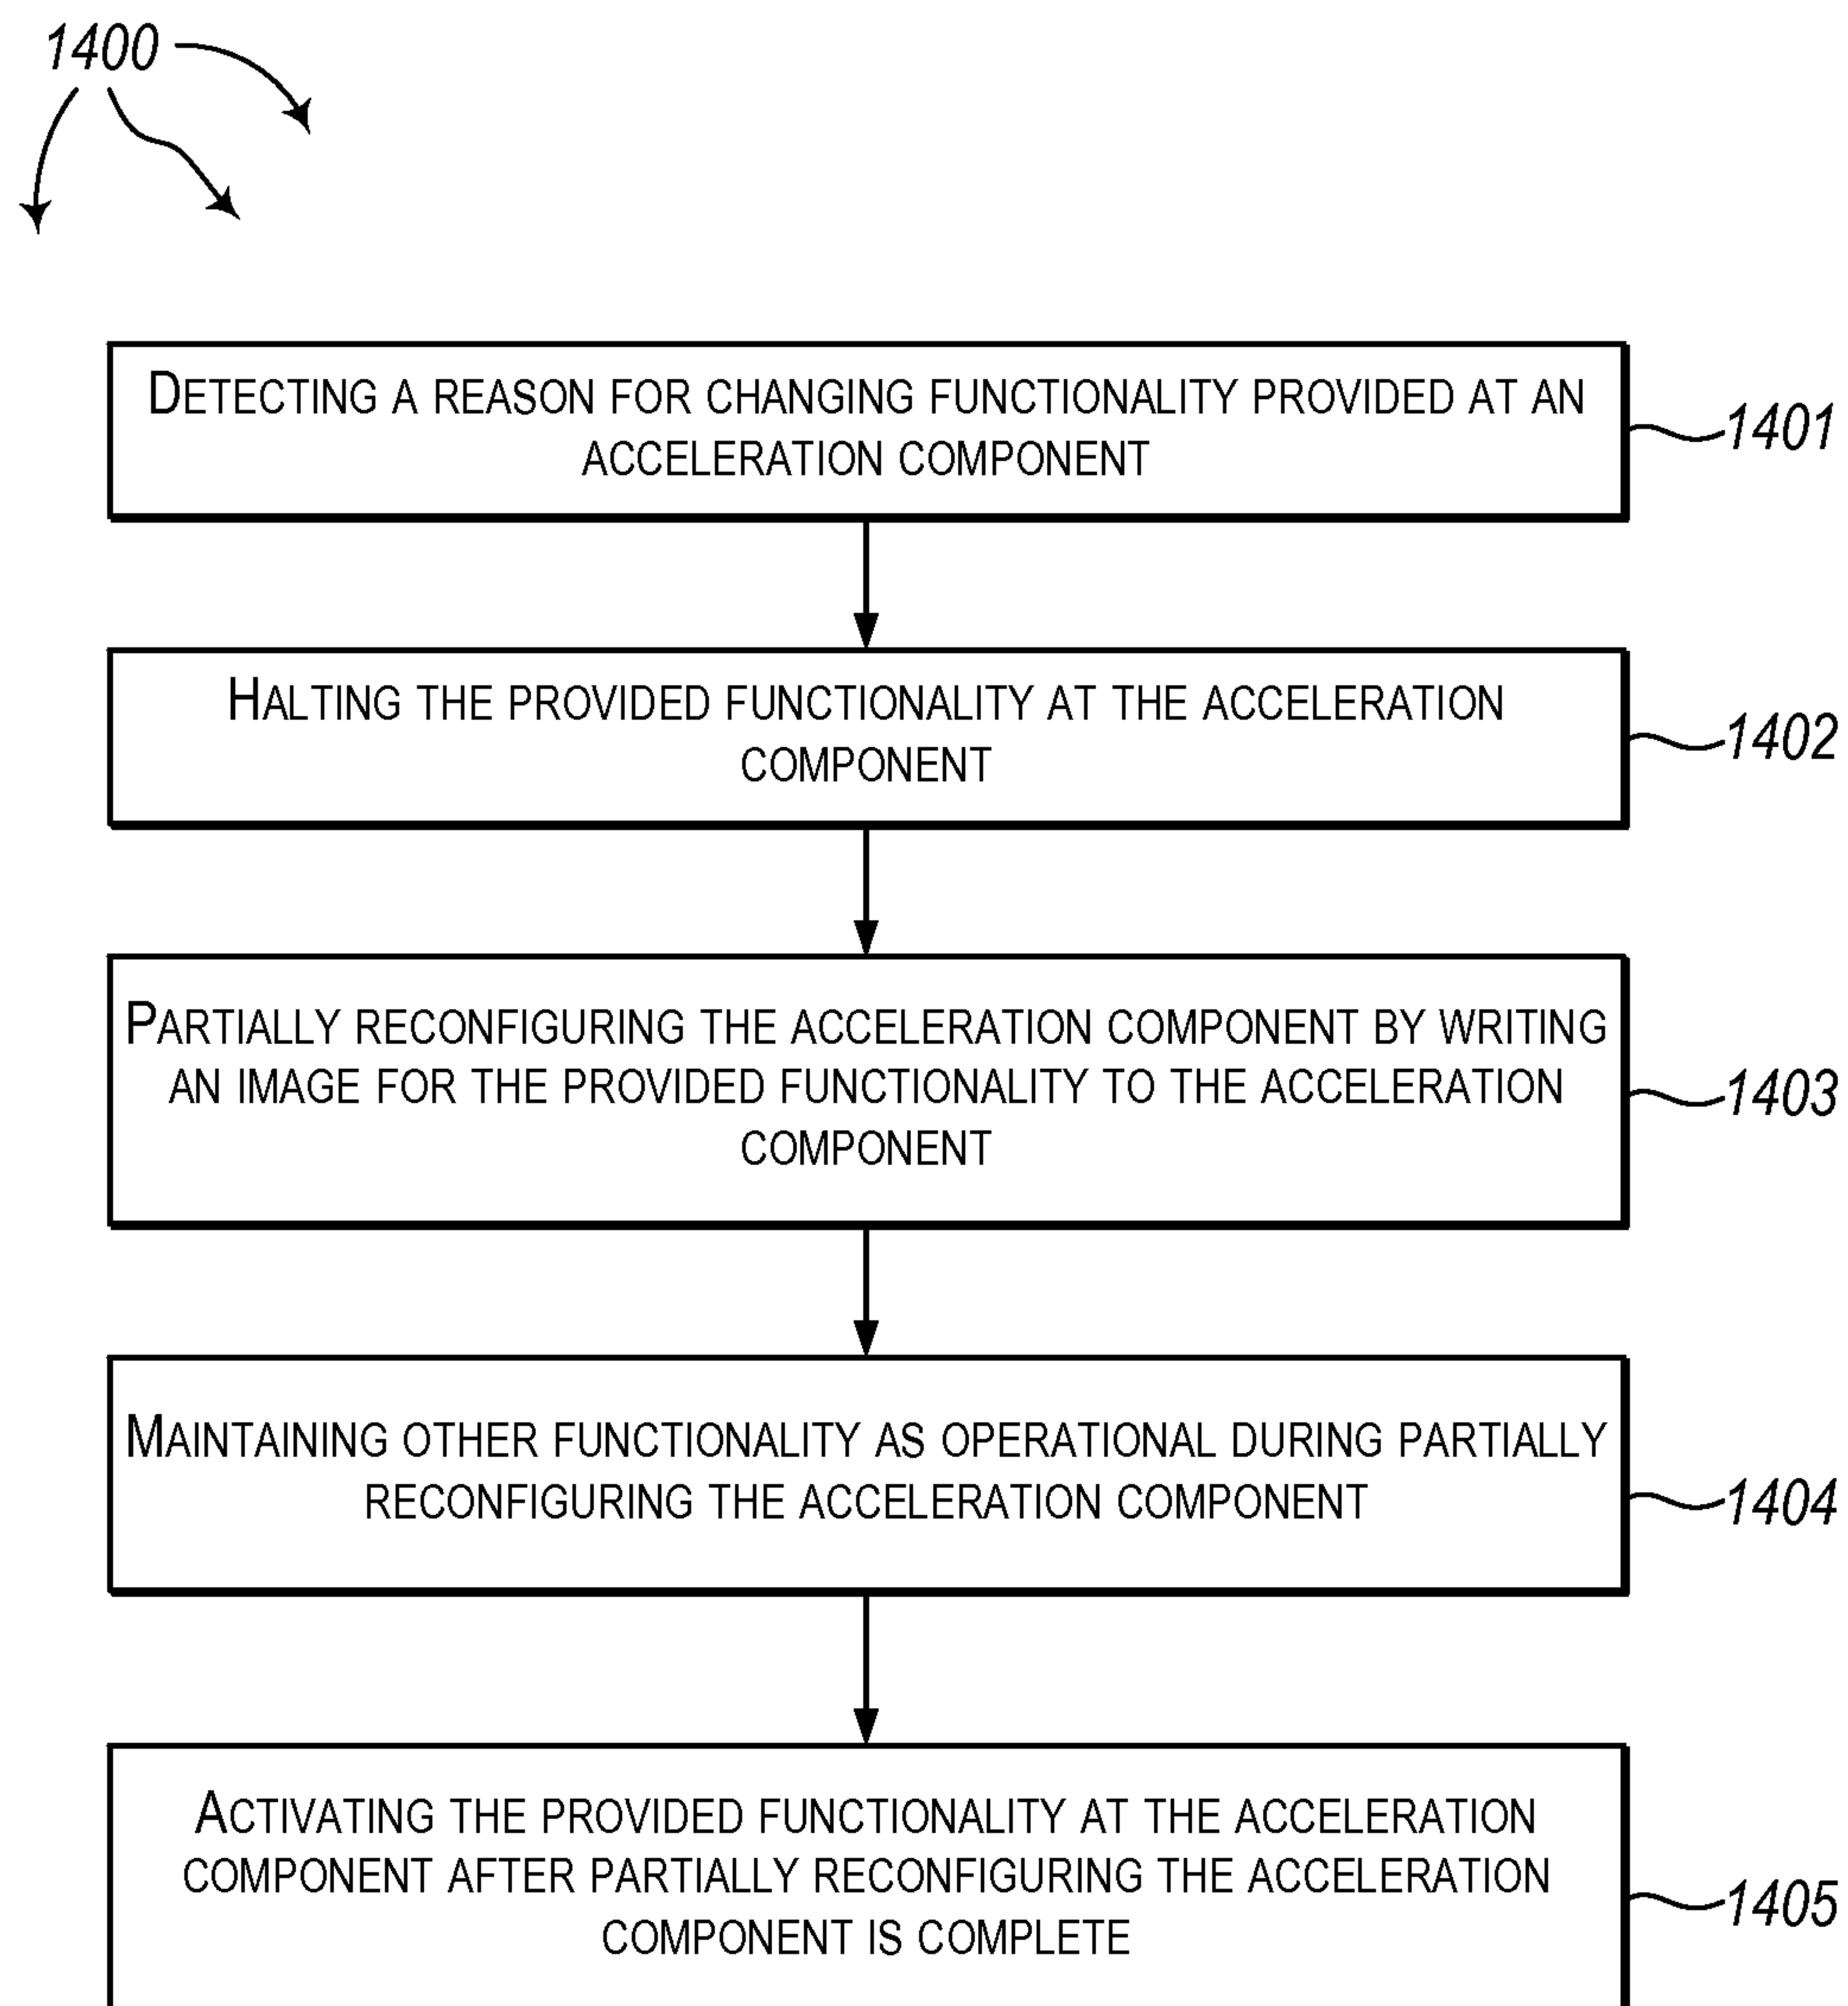 1400
DETECTING A REASON FOR CHANGING FUNCTIONALITY PROVIDED AT AN
ACCELERATION COMPONENT
1401
HALTING THE PROVIDED FUNCTIONALITY AT THE ACCELERATION
COMPONENT
1402
PARTIALLY RECONFIGURING THE ACCELERATION COMPONENT BY WRITING
AN IMAGE FOR THE PROVIDED FUNCTIONALITY TO THE ACCELERATION
COMPONENT
1403
MAINTAINING OTHER FUNCTIONALITY AS OPERATIONAL DURING PARTIALLY
RECONFIGURING THE ACCELERATION COMPONENT
1404
ACTIVATING THE PROVIDED FUNCTIONALITY AT THE ACCELERATION
COMPONENT AFTER PARTIALLY RECONFIGURING THE ACCELERATION
COMPONENT IS COMPLETE
1405